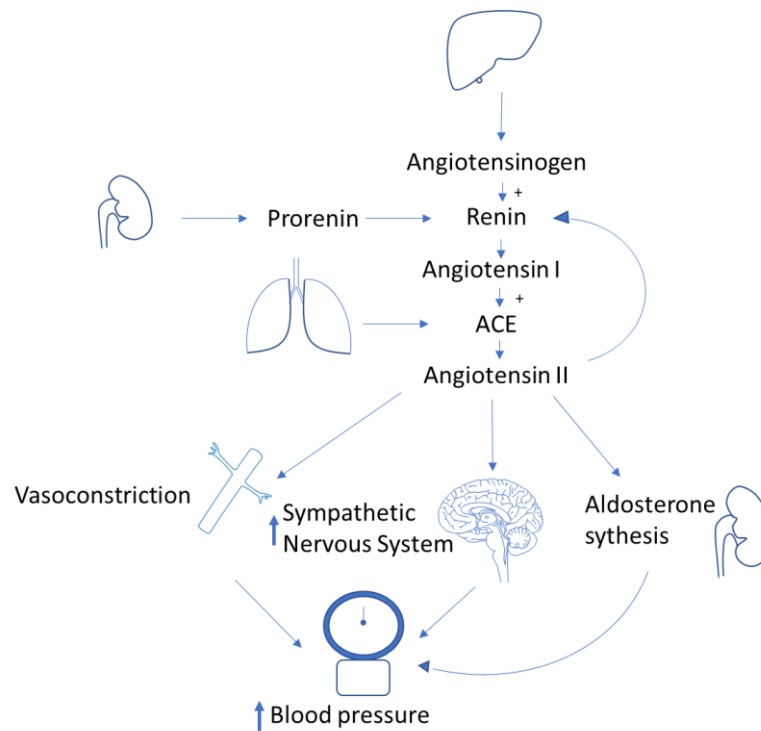 Angiotensinogen
+
Prorenin
Renin
Angiotensin I
+
ACE
Angiotensin II
Vasoconstriction
Sympathetic
Nervous System
Aldosterone
sythesis
Blood pressure